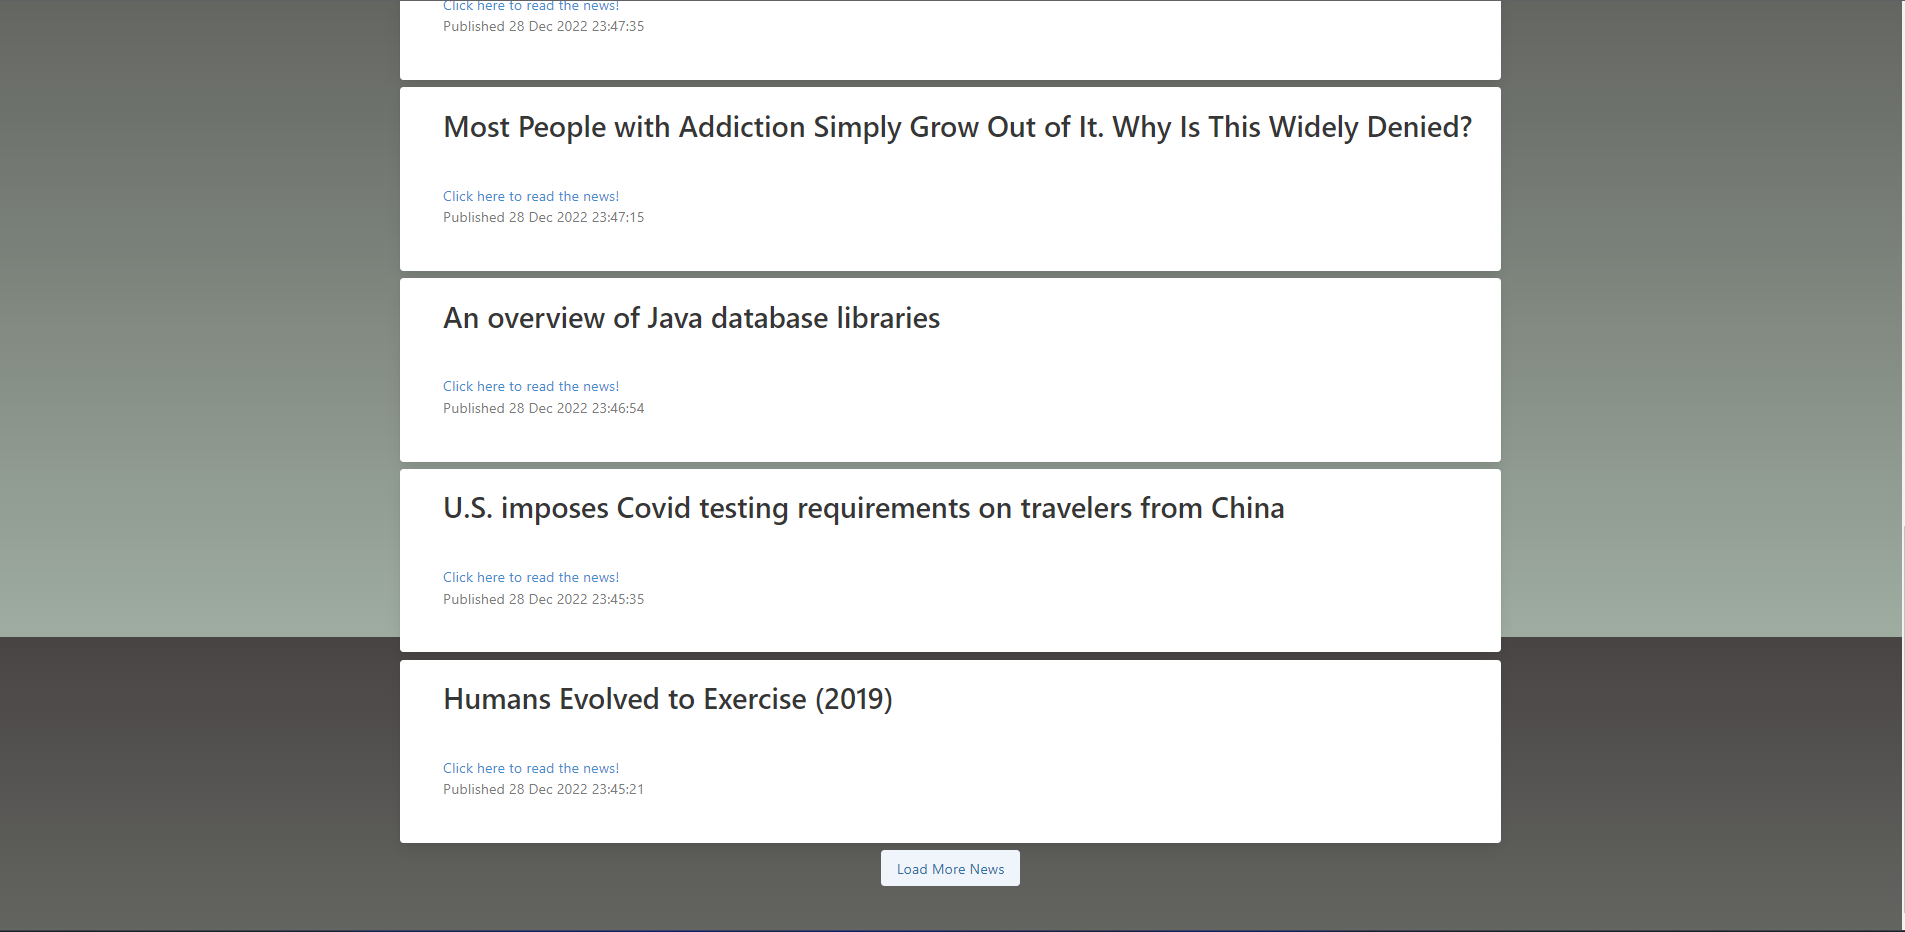 Click here to read the news!
Published 28 Dec 2022 23:47:35
Most People with Addiction Simply Grow Out of It. Why Is This Widely Denied?
Click here to read the news!
Published 28 Dec 2022 23:47:15
An overview of Java database libraries
Click here to read the news!
Published 28 Dec 2022 23:46:54
U.S. imposes Covid testing requirements on travelers from China
Click here to read the news!
Published 28 Dec 2022 23:45:35
Humans Evolved to Exercise (2019)
Click here to read the news!
Published 28 Dec 2022 23:45:21
Load More News